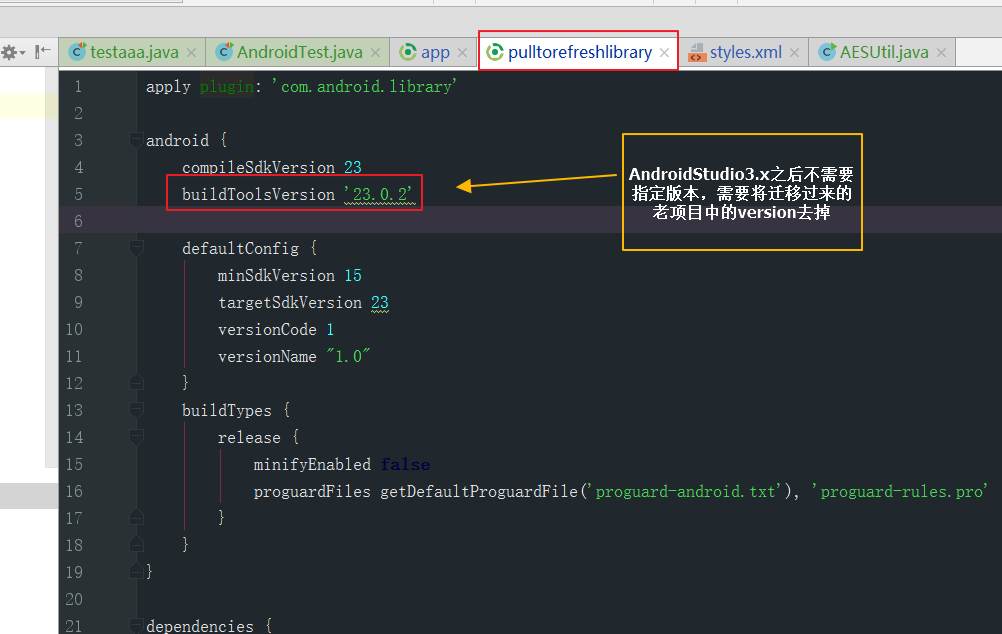 testaaa.java
AndroidTest.java
app
pulltorefreshlibrary
styles.xml
AESUtil.java
1 apply plugin: 'com.android.library'
2
3 android {
4 compileSdkVersion 23
5 buildToolsVersion '23.0.2'
6
7 defaultConfig {
8 minSdkVersion 15
9 targetSdkVersion 23
10 versionCode 1
11 versionName "1.0"
12 }
13 buildTypes {
14 release {
15 minifyEnabled false
16 proguardFiles getDefaultProguardFile('proguard-android.txt'), 'proguard-rules.pro'
17 }
18 }
19 }
20
21 dependencies {
AndroidStudio3.x之后不需要
指定版本，需要将迁移过来的
老项目中的version去掉